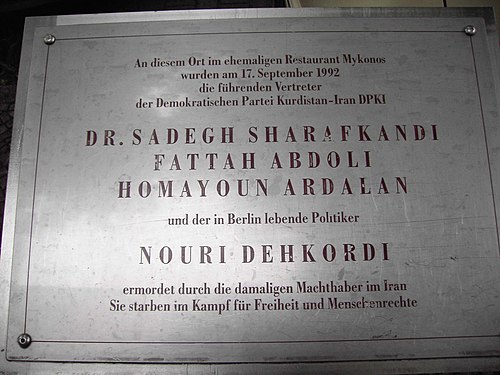 An diesem Ort im ehemaligen Restaurant Mykonos
wurden am 17. September 1992
die führenden Vertreter
der Demokratischen Partei Kurdistan-Iran DPKI
DR. SADEGH SHARAFKANDI
FATTAH ABDOLI
HOMAYOUN ARDALAN
und der in Berlin lebende Politiker
NOURI DEHKORDI
ermordet durch die damaligen Machthaber im Iran
Sie starben im Kampf für Freiheit und Menschenrechte